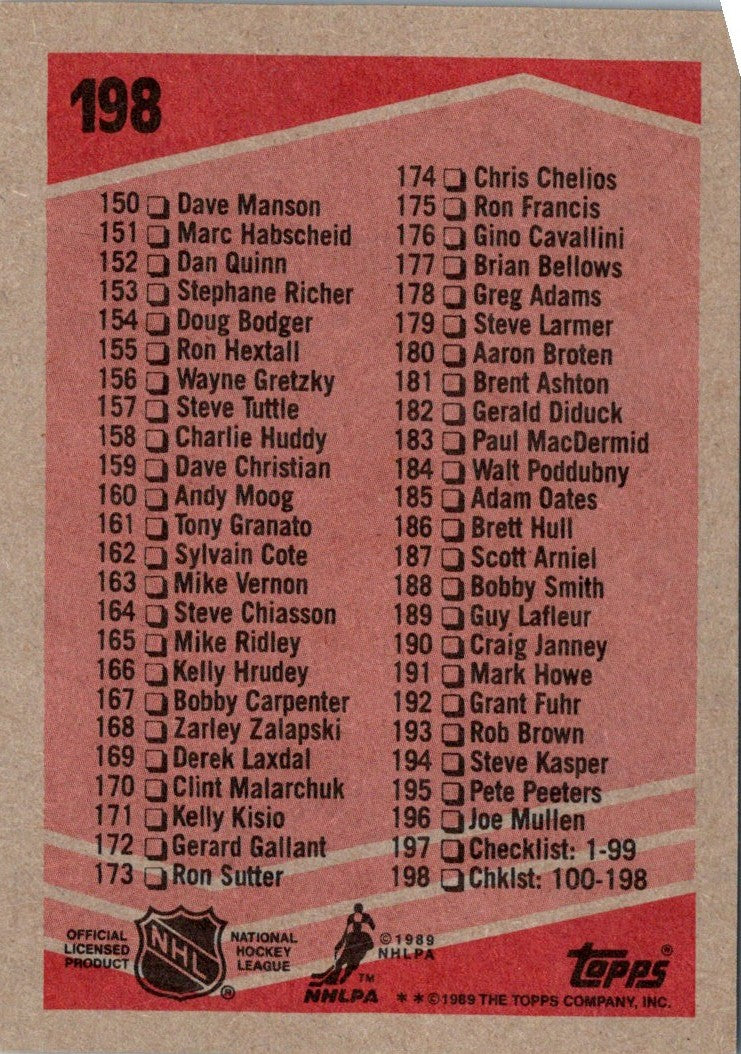 198
150 Dave Manson
151 Marc Habscheid
152 Dan Quinn
153 Stephane Richer
154 Doug Bodger
155 Ron Hextall
156 Wayne Gretzky
157 Steve Tuttle
158 Charlie Huddy
159 Dave Christian
160 Andy Moog
161 Tony Granato
162 Sylvain Cote
163 Mike Vernon
164 Steve Chiasson
165 Mike Ridley
166 Kelly Hrudey
167 Bobby Carpenter
168 Zarley Zalapski
169 Derek Laxdal
170 Clint Malarchuk
171 Kelly Kisio
172 Gerard Gallant
173 Ron Sutter
174 Chris Chelios
175 Ron Francis
176 Gino Cavallini
177 Brian Bellows
178 Greg Adams
179 Steve Larmer
180 Aaron Broten
181 Brent Ashton
182 Gerald Diduck
183 Paul MacDermid
184 Walt Poddubny
185 Adam Oates
186 Brett Hull
187 Scott Arniel
188 Bobby Smith
189 Guy Lafleur
190 Craig Janney
191 Mark Howe
192 Grant Fuhr
193 Rob Brown
194 Steve Kasper
195 Pete Peeters
196 Joe Mullen
197 Checklist: 1-99
198 Chklst: 100-198
OFFICIAL
LICENSED
PRODUCT
NHL ®
NATIONAL
HOCKEY
LEAGUE
TM
NHLPA
©1989
NHLPA
topps®
* * ©1989 THE TOPPS COMPANY, INC.